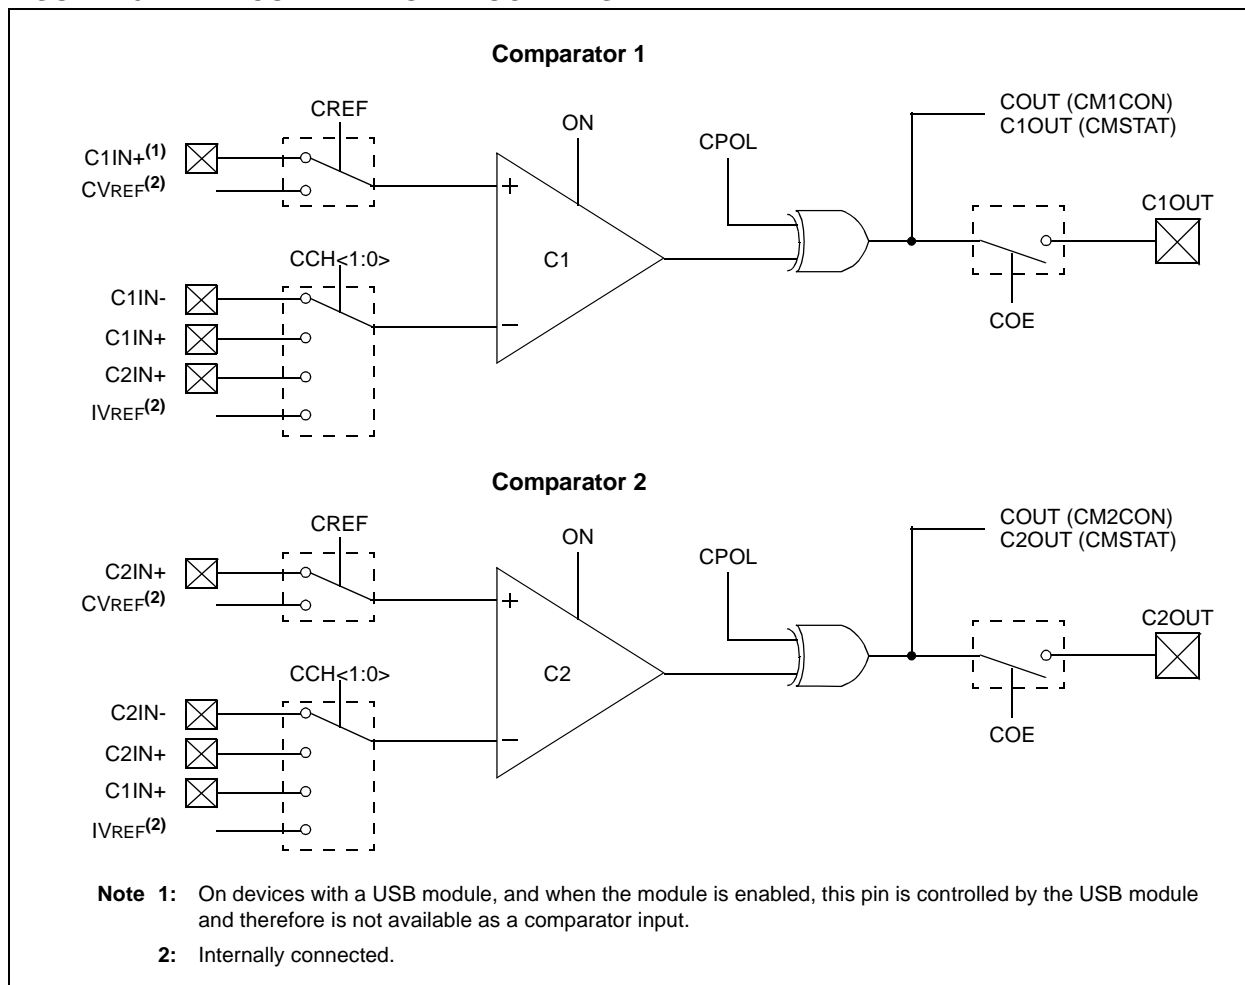 Comparator 1
CREF
ON
CPOL
COUT (CM1CON)
C1OUT (CMSTAT)
C1IN+(1)
CVREF(2)
C1OUT
CCH<1:0>
C1
COE
C1IN-
C1IN+
C2IN+
IVREF(2)
Comparator 2
CREF
ON
CPOL
COUT (CM2CON)
C2OUT (CMSTAT)
C2IN+
CVREF(2)
C2OUT
CCH<1:0>
C2
COE
C2IN-
C2IN+
C1IN+
IVREF(2)
Note 1: On devices with a USB module, and when the module is enabled, this pin is controlled by the USB module
and therefore is not available as a comparator input.
2: Internally connected.